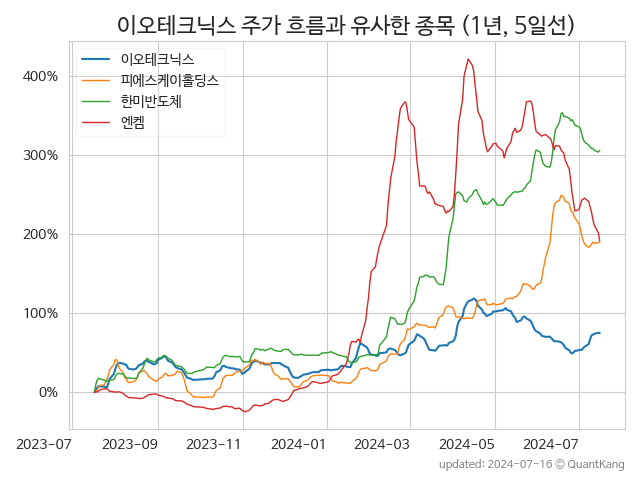 이오테크닉스 주가 흐름과 유사한 종목 (1년, 5일선)
이오테크닉스
피에스케이홀딩스
한미반도체
엔켐
400%
300%
200%
100%
0%
2023-07 2023-09 2023-11 2024-01 2024-03 2024-05 2024-07
updated: 2024-07-16 © QuantKang